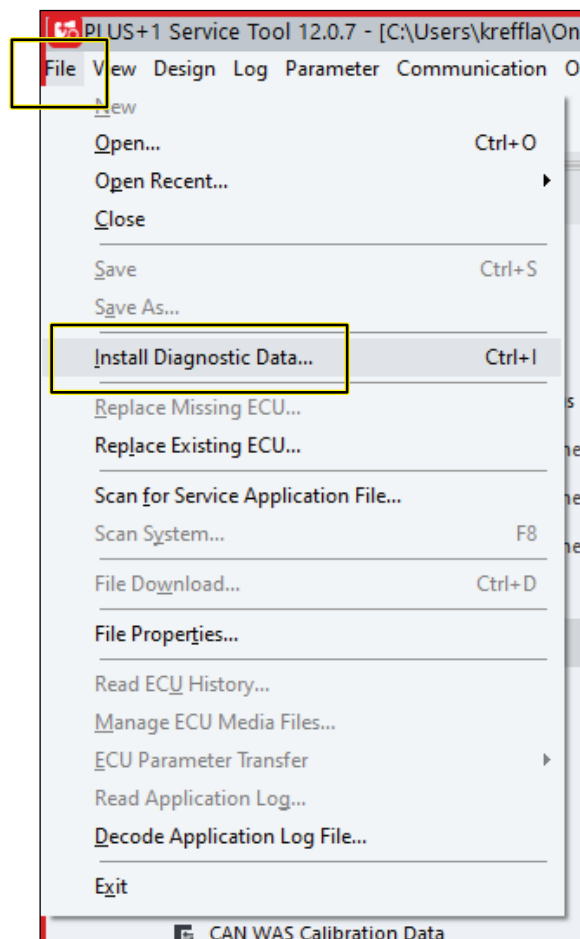 PLUS+1 Service Tool 12.0.7 - [C:\Users\kreffla\On
File View Design Log Parameter Communication O
New
Open... Ctrl+O
Open Recent...
Close
Save Ctrl+S
Save As...
Install Diagnostic Data... Ctrl+I
Replace Missing ECU...
s
Replace Existing ECU...
ne
Scan for Service Application File...
ne
Scan System... F8
ne
File Download... Ctrl+D
File Properties...
Read ECU History...
Manage ECU Media Files...
ECU Parameter Transfer
Read Application Log...
Decode Application Log File...
Exit
CAN WAS Calibration Data